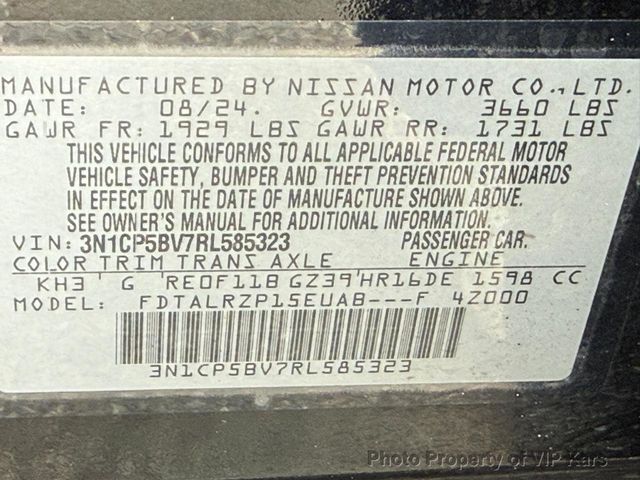 MANUFACTURED BY NISSAN MOTOR CO., LTD.
DATE: 08/24. GVWR: 3660 LBS
GAWR FR: 1929 LBS GAWR RR: 1731 LBS
THIS VEHICLE CONFORMS TO ALL APPLICABLE FEDERAL MOTOR
VEHICLE SAFETY, BUMPER AND THEFT PREVENTION STANDARDS
IN EFFECT ON THE DATE OF MANUFACTURE SHOWN ABOVE.
SEE OWNER'S MANUAL FOR ADDITIONAL INFORMATION.
VIN: 3N1CP5BV7RL585323 PASSENGER CAR.
COLOR TRIM TRANS AXLE ENGINE
KH3 G RE0F11B GZ39 HR16DE 1598 CC
MODEL: FDTALRZP15EUAB---F 4Z000
3N1CP5BV7RL585323
Photo Property of VIP Kars